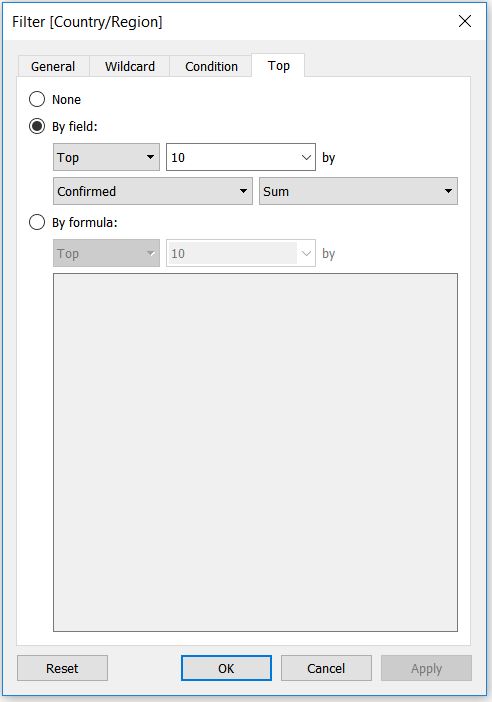 Filter [Country/Region]
General Wildcard Condition Top
None
By field:
Top 10 by
Confirmed Sum
By formula:
Top 10 by
Reset OK Cancel Apply